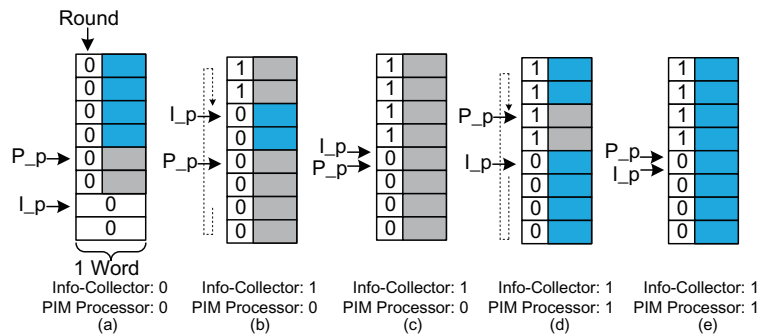 Round
0
0
0
0
P_p 0
0
I_p 0
0
1 Word
Info-Collector: 0
PIM Processor: 0
(a)
1
1
I_p 0
0
P_p 0
0
0
0
Info-Collector: 1
PIM Processor: 0
(b)
1
1
1
1
I_p
P_p 0
0
0
0
Info-Collector: 1
PIM Processor: 0
(c)
1
1
P_p 1
1
I_p 0
0
0
0
Info-Collector: 1
PIM Processor: 1
(d)
1
1
1
1
P_p
I_p 0
0
0
0
Info-Collector: 1
PIM Processor: 1
(e)